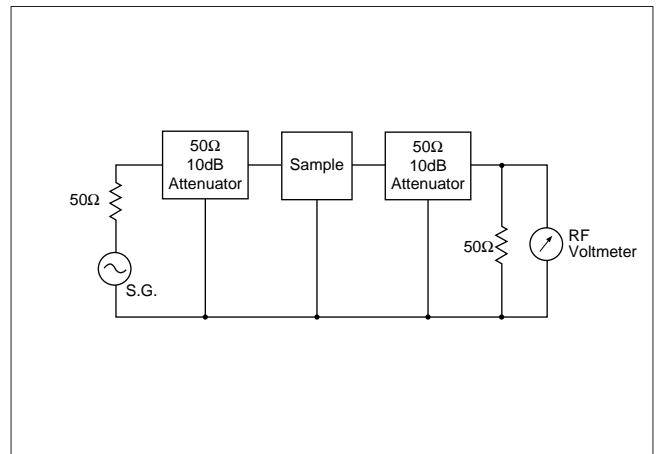 50Ω
10dB
Attenuator
Sample
50Ω
10dB
Attenuator
50Ω
S.G.
50Ω
RF
Voltmeter